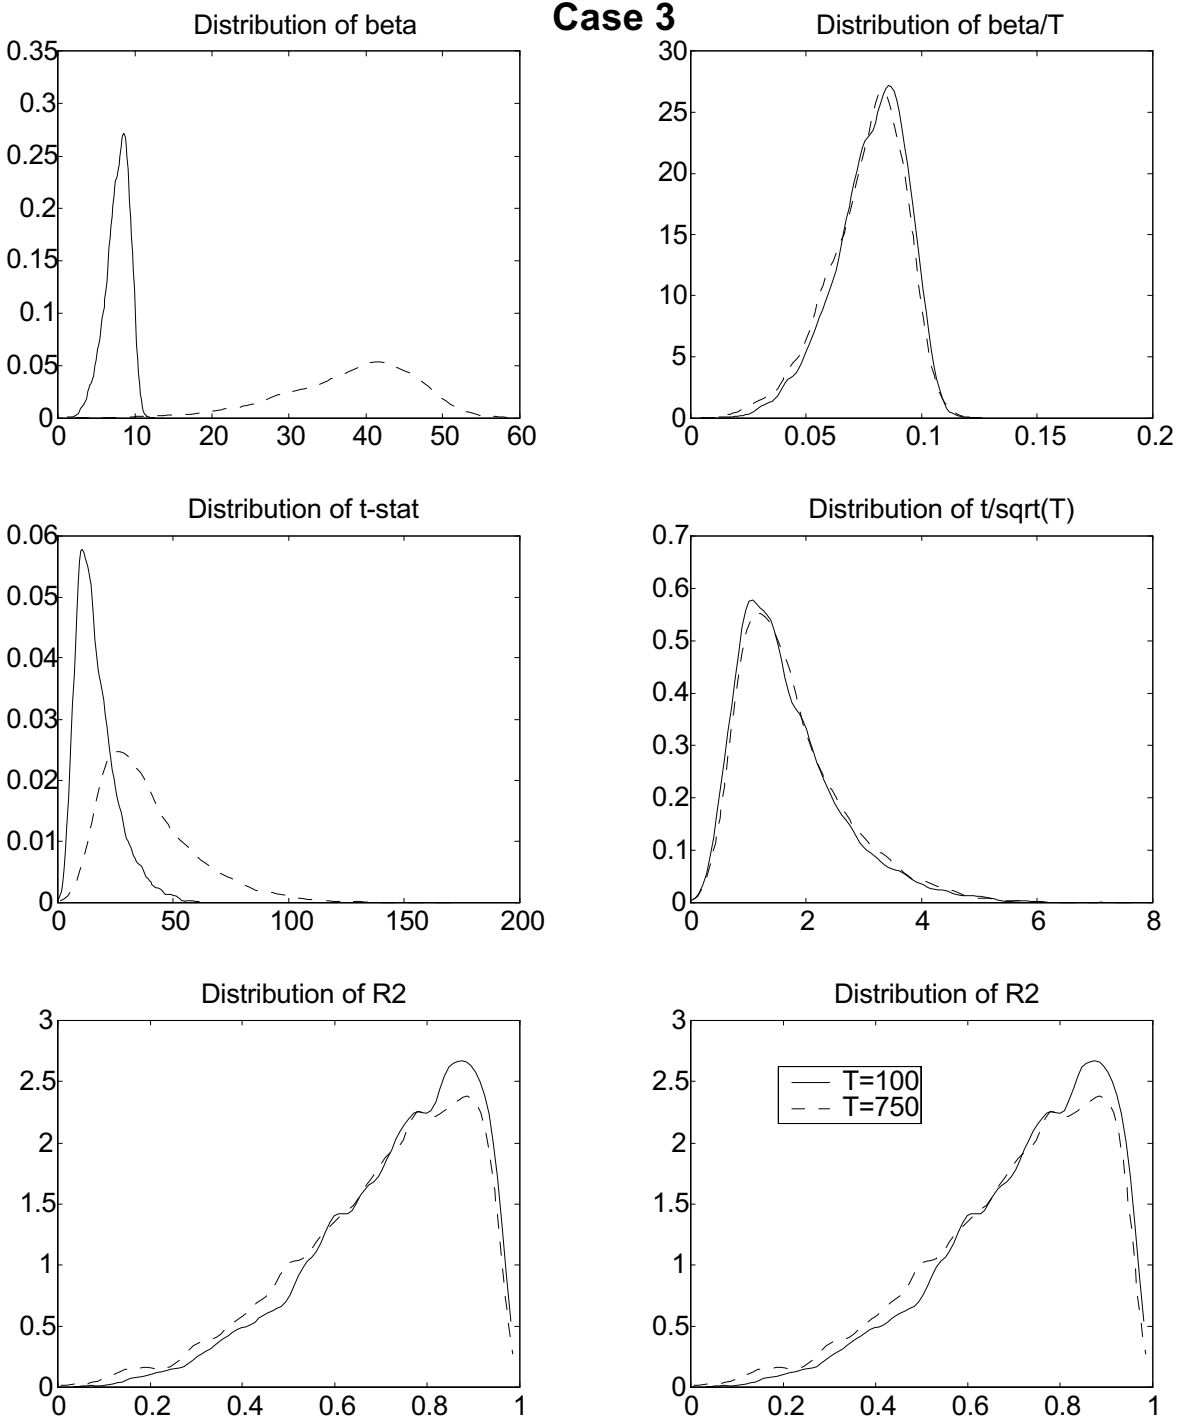 Case 3
Distribution of beta
0.35
0.3
0.25
0.2
0.15
0.1
0.05
0
0 10 20 30 40 50 60
Distribution of beta/T
30
25
20
15
10
5
0
0 0.05 0.1 0.15 0.2
Distribution of t-stat
0.06
0.05
0.04
0.03
0.02
0.01
0
0 50 100 150 200
Distribution of t/sqrt(T)
0.7
0.6
0.5
0.4
0.3
0.2
0.1
0
0 2 4 6 8
Distribution of R2
3
2.5
2
1.5
1
0.5
0
0 0.2 0.4 0.6 0.8 1
Distribution of R2
3
2.5
2
1.5
1
0.5
0
0 0.2 0.4 0.6 0.8 1
T=100
T=750